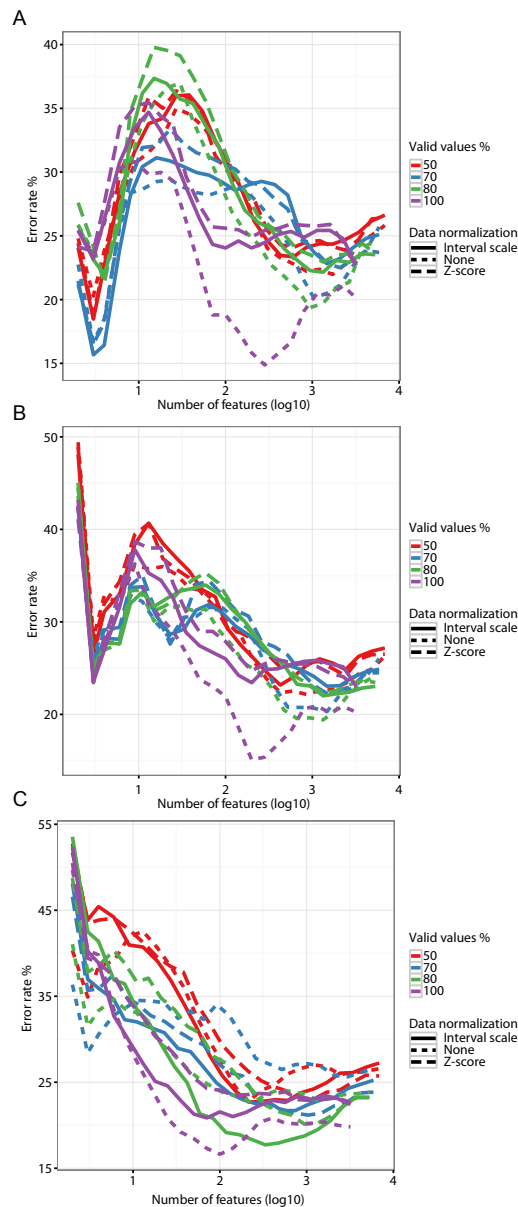 A
40
35
30
25
20
15
Error rate %
1
2
3
4
Number of features (log10)
Valid values %
50
70
80
100
Data normalization
Interval scale
None
Z-score
B
50
40
30
20
Error rate %
1
2
3
4
Number of features (log10)
Valid values %
50
70
80
100
Data normalization
Interval scale
None
Z-score
C
55
45
35
25
15
Error rate %
1
2
3
4
Number of features (log10)
Valid values %
50
70
80
100
Data normalization
Interval scale
None
Z-score